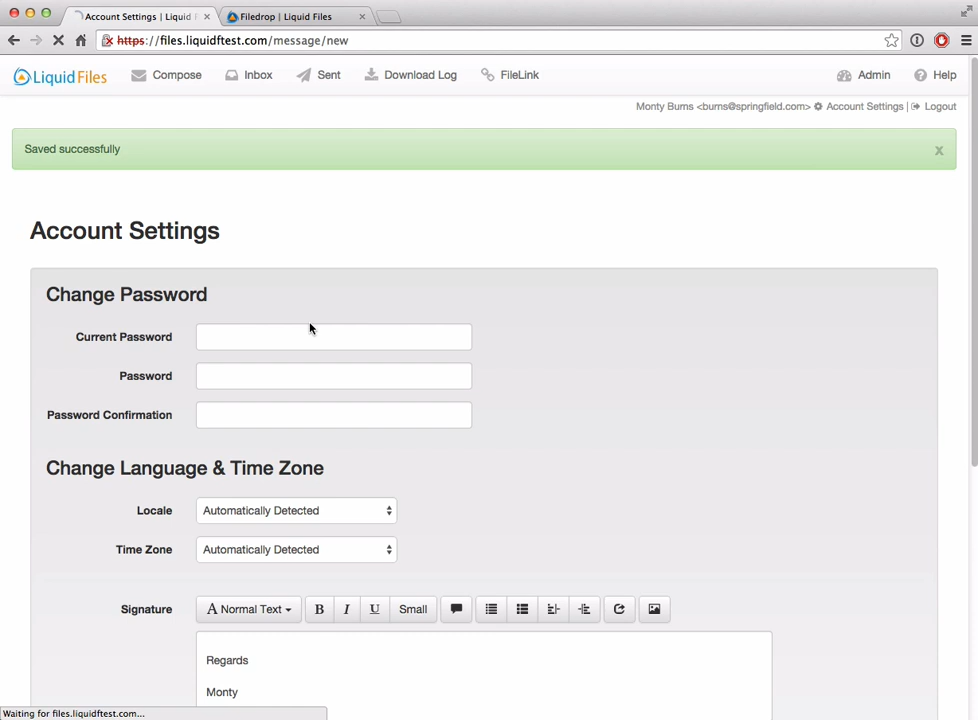 Account Settings | Liquid F
Filedrop | Liquid Files
https://files.liquidftest.com/message/new
LiquidFiles
Compose
Inbox
Sent
Download Log
FileLink
Admin
Help
Monty Burns <burns@springfield.com> Account Settings | Logout
Saved successfully
x
Account Settings
Change Password
Current Password
Password
Password Confirmation
Change Language & Time Zone
Locale Automatically Detected
Time Zone Automatically Detected
Signature A Normal Text B I U Small
Regards
Monty
Waiting for files.liquidftest.com...